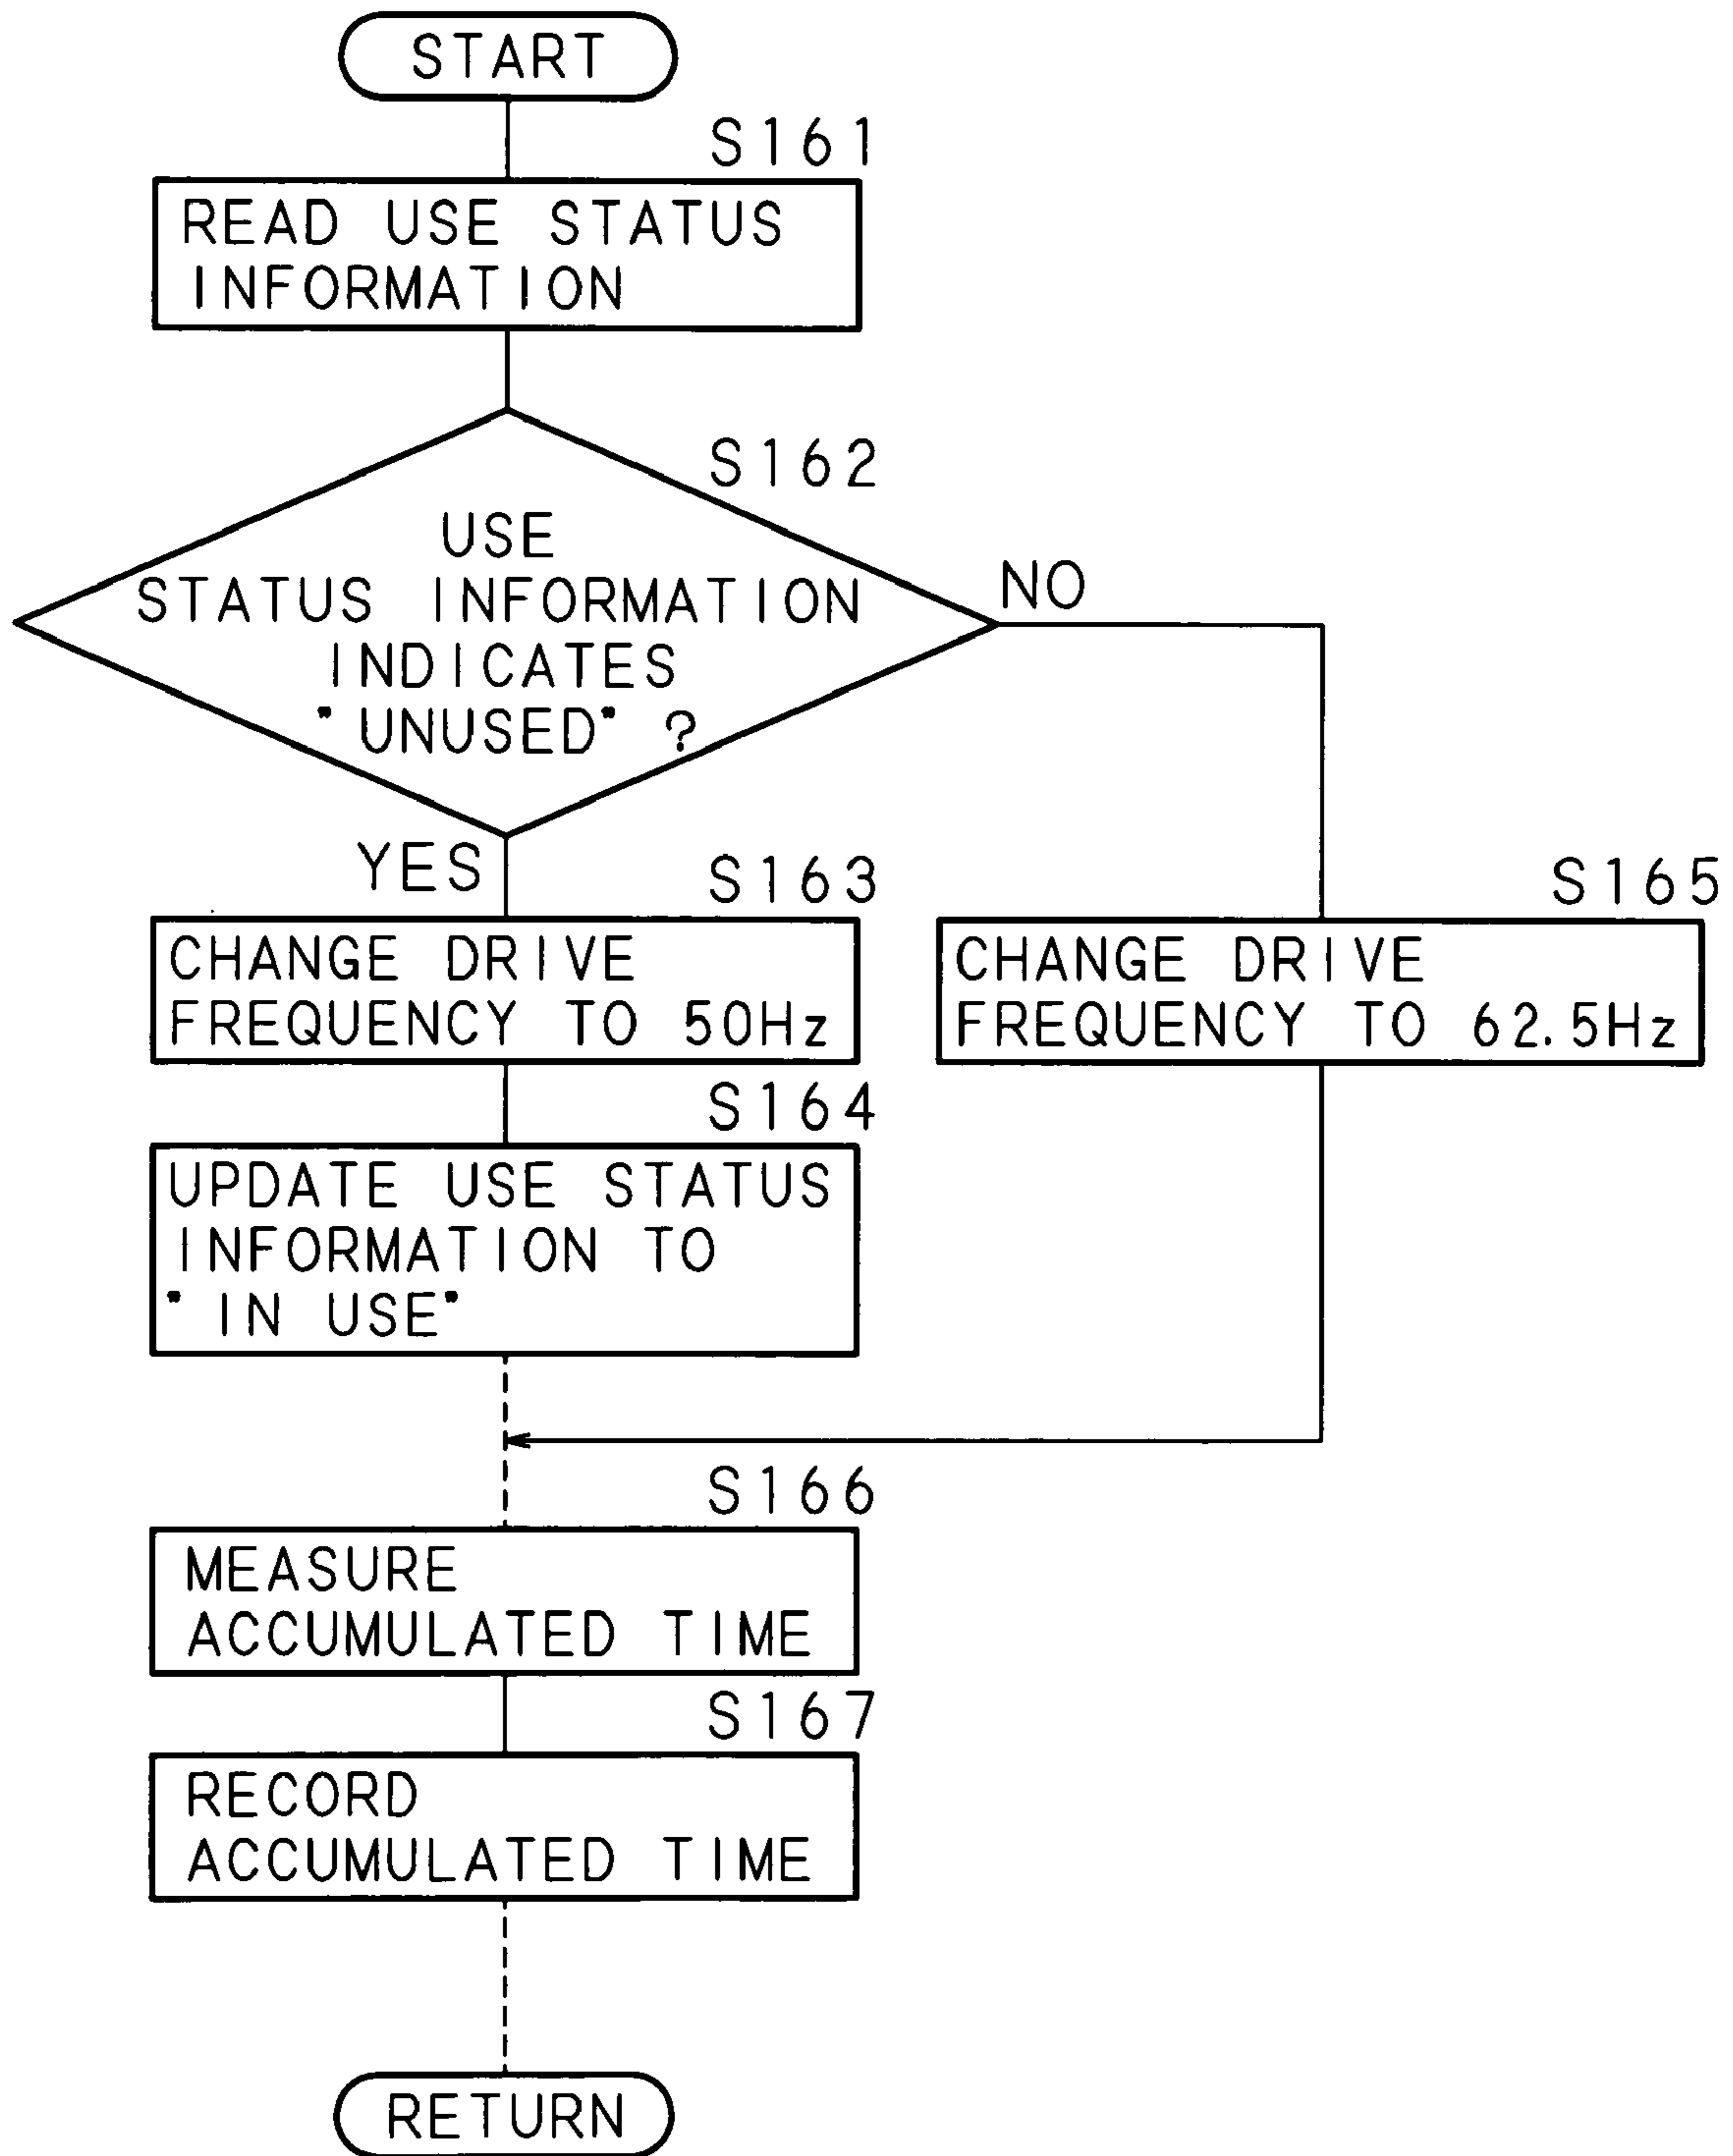 START
S161
READ USE STATUS
INFORMATION
S162
USE
STATUS INFORMATION
INDICATES
"UNUSED" ?
NO
YES
S163
CHANGE DRIVE
FREQUENCY TO 50Hz
S165
CHANGE DRIVE
FREQUENCY TO 62.5Hz
S164
UPDATE USE STATUS
INFORMATION TO
"IN USE"
S166
MEASURE
ACCUMULATED TIME
S167
RECORD
ACCUMULATED TIME
RETURN